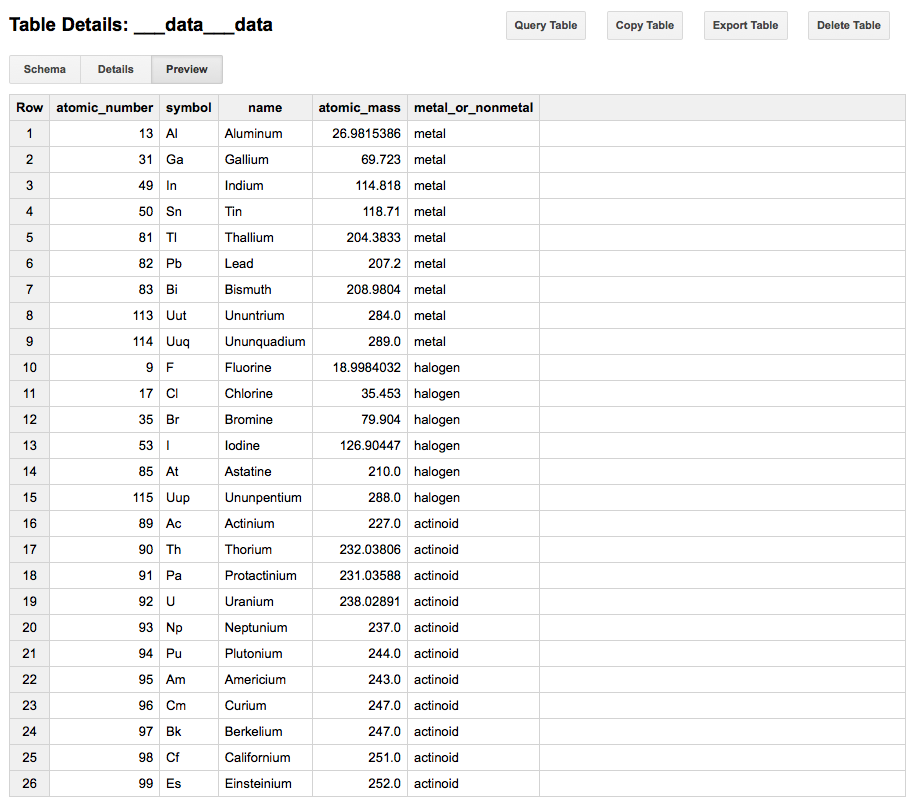 Table Details: ___data___data
Query Table Copy Table Export Table Delete Table
Schema Details Preview
Row atomic_number symbol name atomic_mass metal_or_nonmetal
1 13 Al Aluminum 26.9815386 metal
2 31 Ga Gallium 69.723 metal
3 49 In Indium 114.818 metal
4 50 Sn Tin 118.71 metal
5 81 Tl Thallium 204.3833 metal
6 82 Pb Lead 207.2 metal
7 83 Bi Bismuth 208.9804 metal
8 113 Uut Ununtrium 284.0 metal
9 114 Uuq Ununquadium 289.0 metal
10 9 F Fluorine 18.9984032 halogen
11 17 Cl Chlorine 35.453 halogen
12 35 Br Bromine 79.904 halogen
13 53 I Iodine 126.90447 halogen
14 85 At Astatine 210.0 halogen
15 115 Uup Ununpentium 288.0 halogen
16 89 Ac Actinium 227.0 actinoid
17 90 Th Thorium 232.03806 actinoid
18 91 Pa Protactinium 231.03588 actinoid
19 92 U Uranium 238.02891 actinoid
20 93 Np Neptunium 237.0 actinoid
21 94 Pu Plutonium 244.0 actinoid
22 95 Am Americium 243.0 actinoid
23 96 Cm Curium 247.0 actinoid
24 97 Bk Berkelium 247.0 actinoid
25 98 Cf Californium 251.0 actinoid
26 99 Es Einsteinium 252.0 actinoid